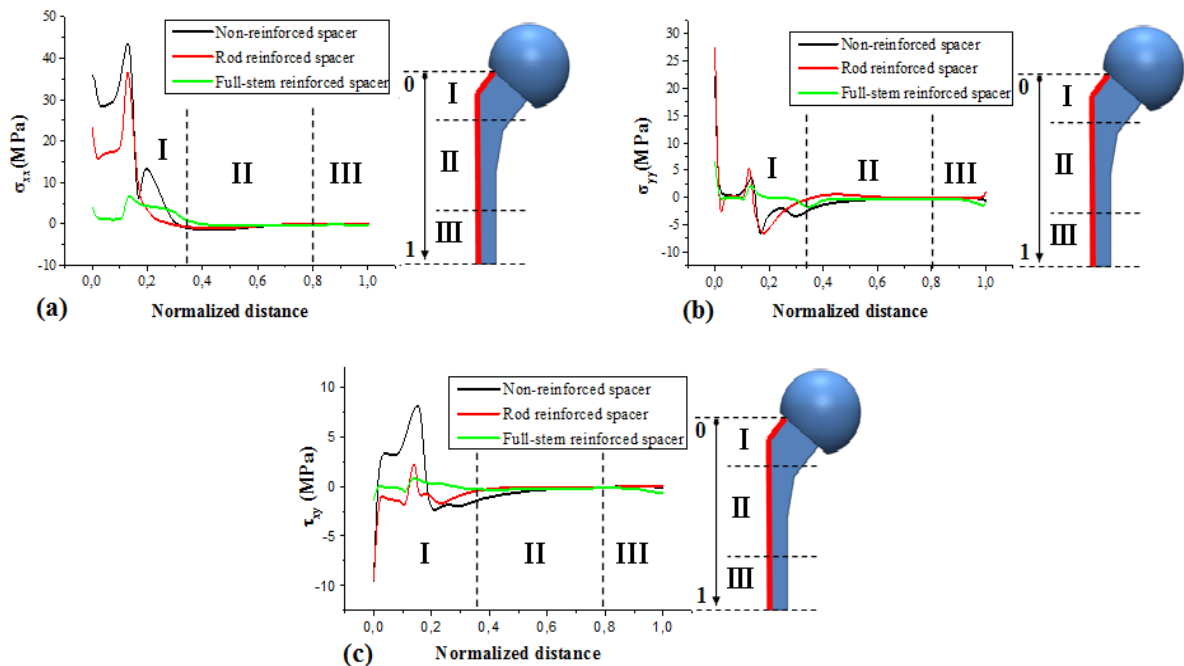 50
40
30
20
10
0
-10
σxx (MPa)
Non-reinforced spacer
Rod reinforced spacer
Full-stem reinforced spacer
I
II
III
0,0 0,2 0,4 0,6 0,8 1,0
Normalized distance
(a)
0
I
II
III
1
30
25
20
15
10
5
0
-5
-10
σyy (MPa)
Non-reinforced spacer
Rod reinforced spacer
Full-stem reinforced spacer
I
II
III
0,0 0,2 0,4 0,6 0,8 1,0
Normalized distance
(b)
0
I
II
III
1
10
5
0
-5
-10
τxy (MPa)
Non-reinforced spacer
Rod reinforced spacer
Full-stem reinforced spacer
I
II
III
0,0 0,2 0,4 0,6 0,8 1,0
Normalized distance
(c)
0
I
II
III
1